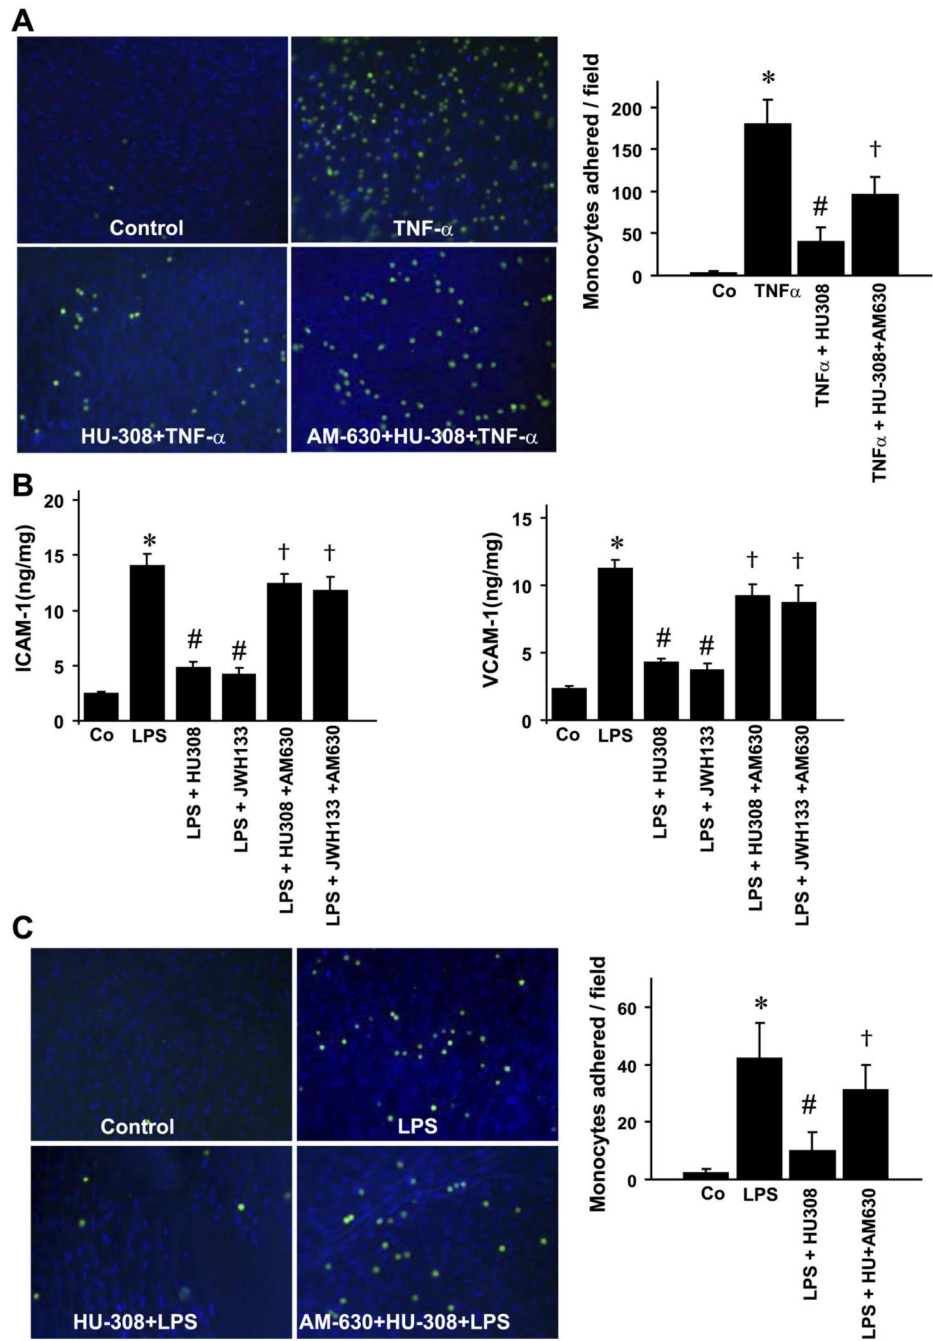 A
Control
TNF-α
HU-308+TNF-α
AM-630+HU-308+TNF-α
Monocytes adhered / field
200
150
100
50
0
*
#
†
Co
TNFα
TNFα + HU308
TNFα + HU-308+AM630
B
ICAM-1(ng/mg)
20
15
10
5
0
*
#
#
†
†
Co
LPS
LPS + HU308
LPS + JWH133
LPS + HU308 +AM630
LPS + JWH133 +AM630
VCAM-1(ng/mg)
15
10
5
0
*
#
#
†
†
Co
LPS
LPS + HU308
LPS + JWH133
LPS + HU308 +AM630
LPS + JWH133 +AM630
C
Control
LPS
HU-308+LPS
AM-630+HU-308+LPS
Monocytes adhered / field
60
40
20
0
*
#
†
Co
LPS
LPS + HU308
LPS + HU+AM630